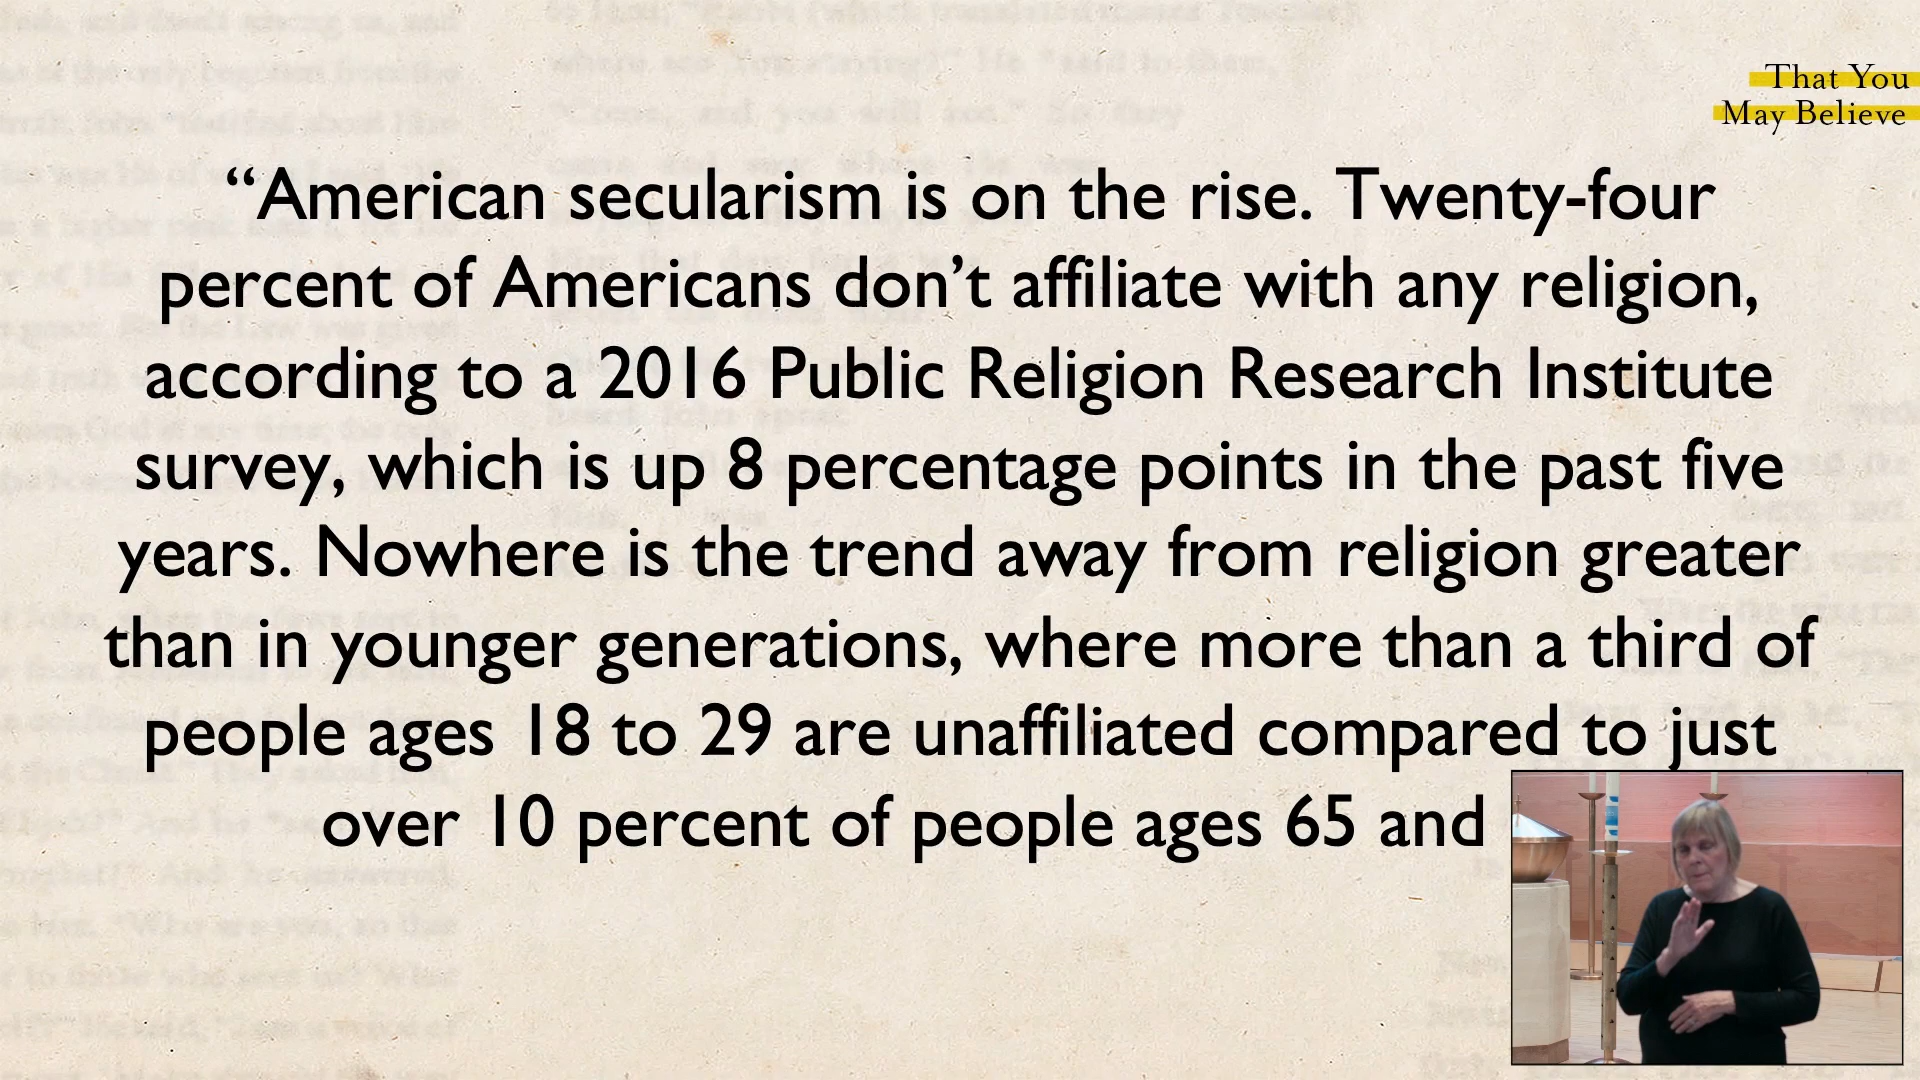 That You
May Believe
“American secularism is on the rise. Twenty-four
percent of Americans don’t affiliate with any religion,
according to a 2016 Public Religion Research Institute
survey, which is up 8 percentage points in the past five
years. Nowhere is the trend away from religion greater
than in younger generations, where more than a third of
people ages 18 to 29 are unaffiliated compared to just
over 10 percent of people ages 65 and